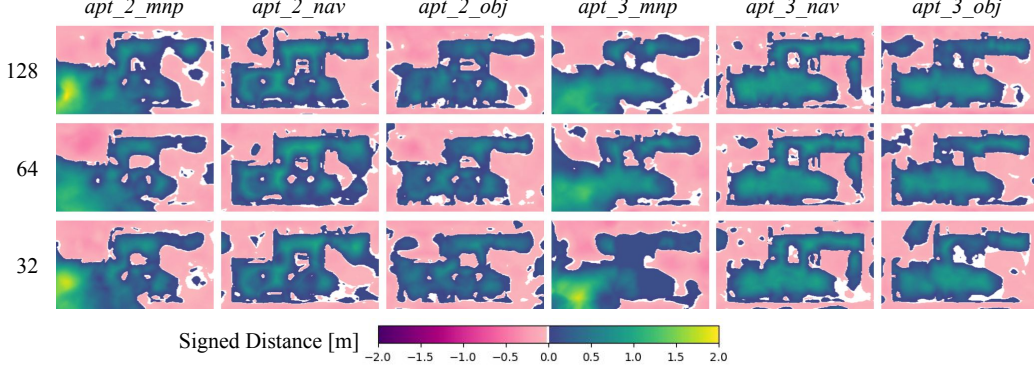 apt_2_mnp apt_2_nav apt_2_obj apt_3_mnp apt_3_nav apt_3_obj
128
64
32
Signed Distance [m]
−2.0 −1.5 −1.0 −0.5 0.0 0.5 1.0 1.5 2.0